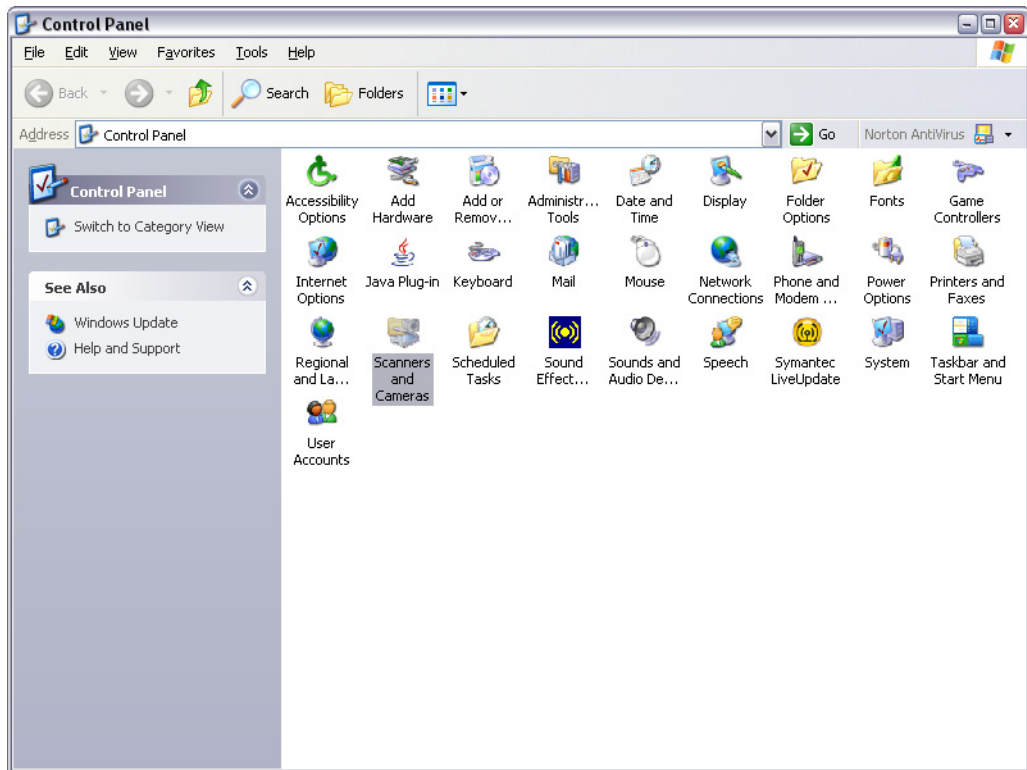 Control Panel
File Edit View Favorites Tools Help
Back Search Folders
Address Control Panel Go Norton AntiVirus
Control Panel
Switch to Category View
See Also
Windows Update
Help and Support
Accessibility Options
Add Hardware
Add or Remov...
Administr... Tools
Date and Time
Display
Folder Options
Fonts
Game Controllers
Internet Options
Java Plug-in
Keyboard
Mail
Mouse
Network Connections
Phone and Modem ...
Power Options
Printers and Faxes
Regional and La...
Scanners and Cameras
Scheduled Tasks
Sound Effect...
Sounds and Audio De...
Speech
Symantec LiveUpdate
System
Taskbar and Start Menu
User Accounts